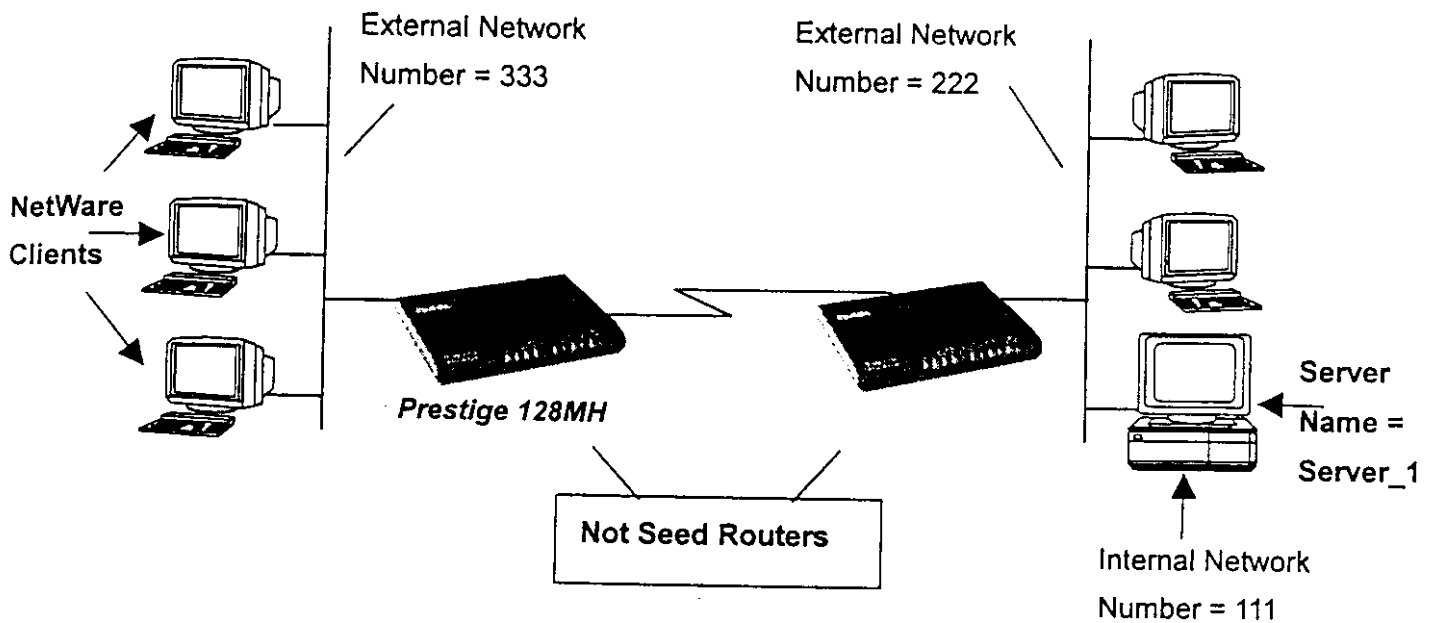 External Network
Number = 333
External Network
Number = 222
NetWare
Clients
Prestige 128MH
Server
Name =
Server_1
Not Seed Routers
Internal Network
Number = 111